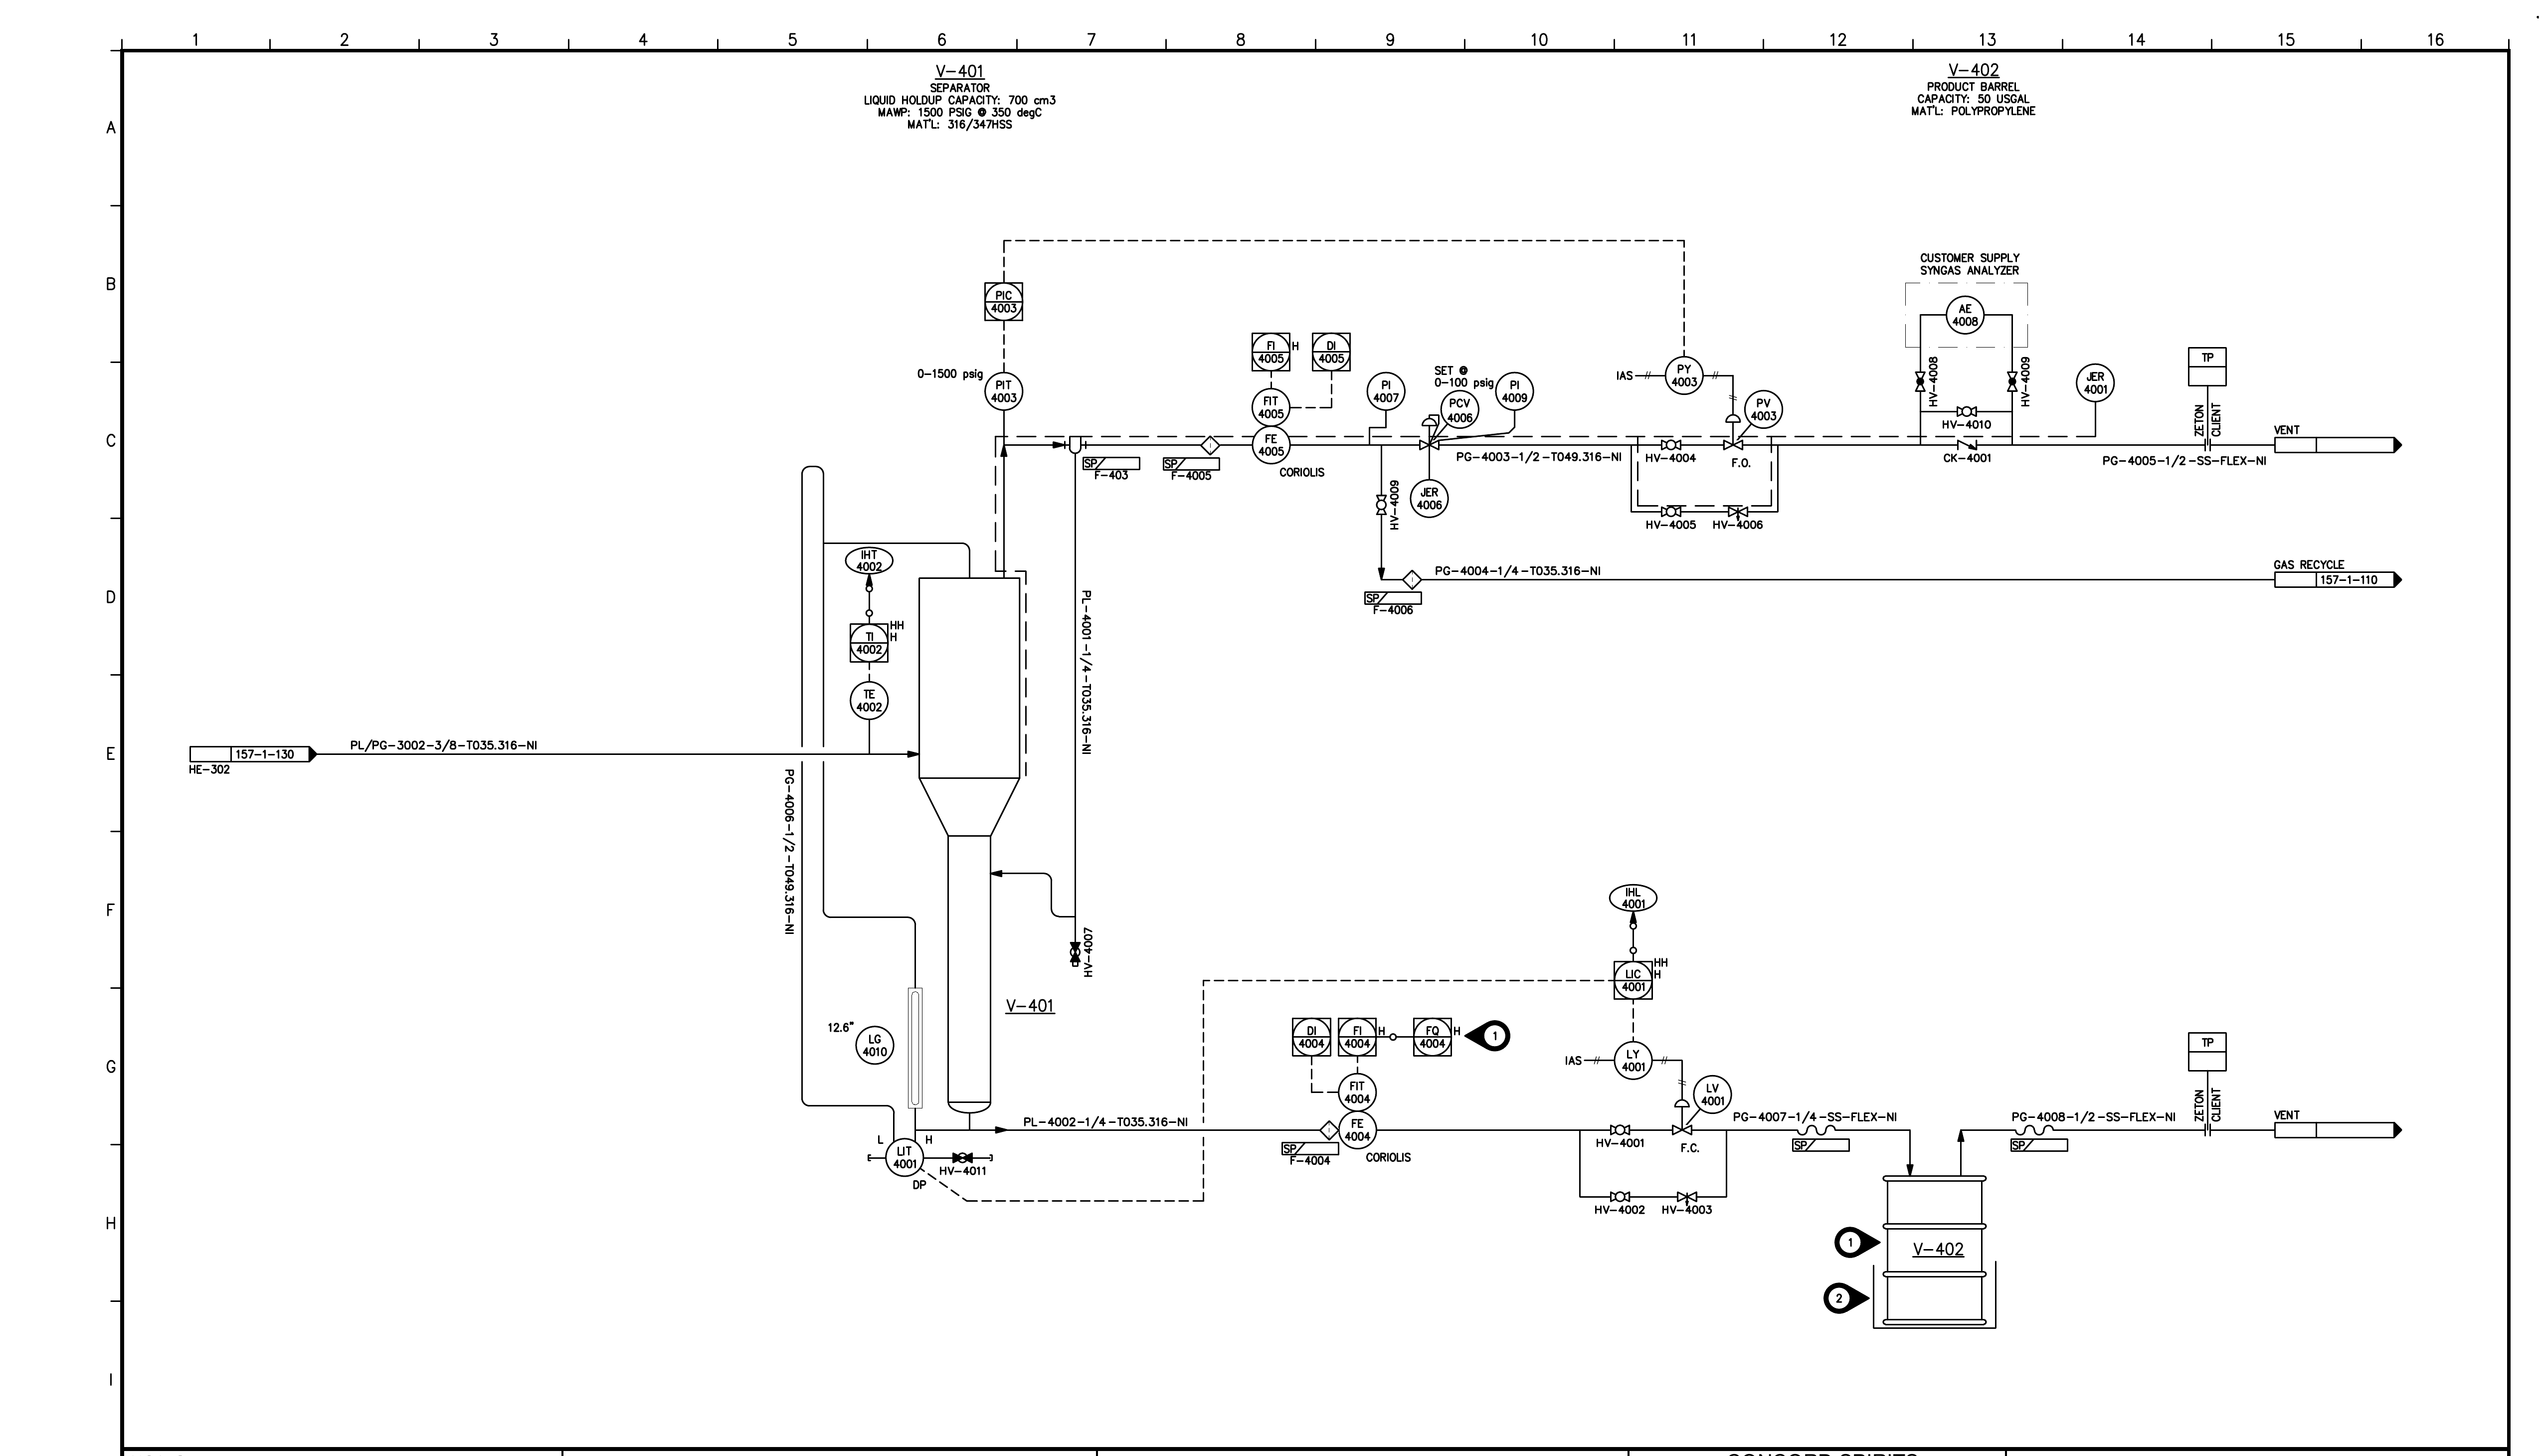 1 2 3 4 5 6 7 8 9 10 11 12 13 14 15 16
A
V-401
SEPARATOR
LIQUID HOLDUP CAPACITY: 700 cm3
MAWP: 1500 PSIG @ 350 degC
MAT'L: 316/347HSS
V-402
PRODUCT BARREL
CAPACITY: 50 USGAL
MAT'L: POLYPROPYLENE
B
PIC
4003
CUSTOMER SUPPLY
SYNGAS ANALYZER
AE
4008
0-1500 psig
PIT
4003
FI
4005
H
DI
4005
FIT
4005
FE
4005
CORIOLIS
PI
4007
SET @
0-100 psig
PCV
4006
PI
4009
IAS
PY
4003
PV
4003
HV-4008
HV-4009
HV-4010
JER
4001
TP
ZETON
CLIENT
VENT
C
SP
F-403
SP
F-4005
HV-4009
JER
4006
PG-4003-1/2-T049.316-NI
HV-4004
F.O.
CK-4001
PG-4005-1/2-SS-FLEX-NI
HV-4005
HV-4006
D
IHT
4002
TI
4002
HH
H
TE
4002
PL-4001-1/4-T035.316-NI
SP
F-4006
PG-4004-1/4-T035.316-NI
GAS RECYCLE
157-1-110
E
157-1-130
HE-302
PL/PG-3002-3/8-T035.316-NI
PG-4006-1/2-T049.316-NI
F
HV-4007
IHL
4001
LIC
4001
HH
H
V-401
G
12.6"
LG
4010
DI
4004
FI
4004
H
FQ
4004
H
1
IAS
LY
4001
LV
4001
FIT
4004
FE
4004
CORIOLIS
TP
ZETON
CLIENT
VENT
L
H
LIT
4001
DP
HV-4011
PL-4002-1/4-T035.316-NI
SP
F-4004
HV-4001
F.C.
PG-4007-1/4-SS-FLEX-NI
SP
PG-4008-1/2-SS-FLEX-NI
SP
H
HV-4002
HV-4003
1
V-402
2
I